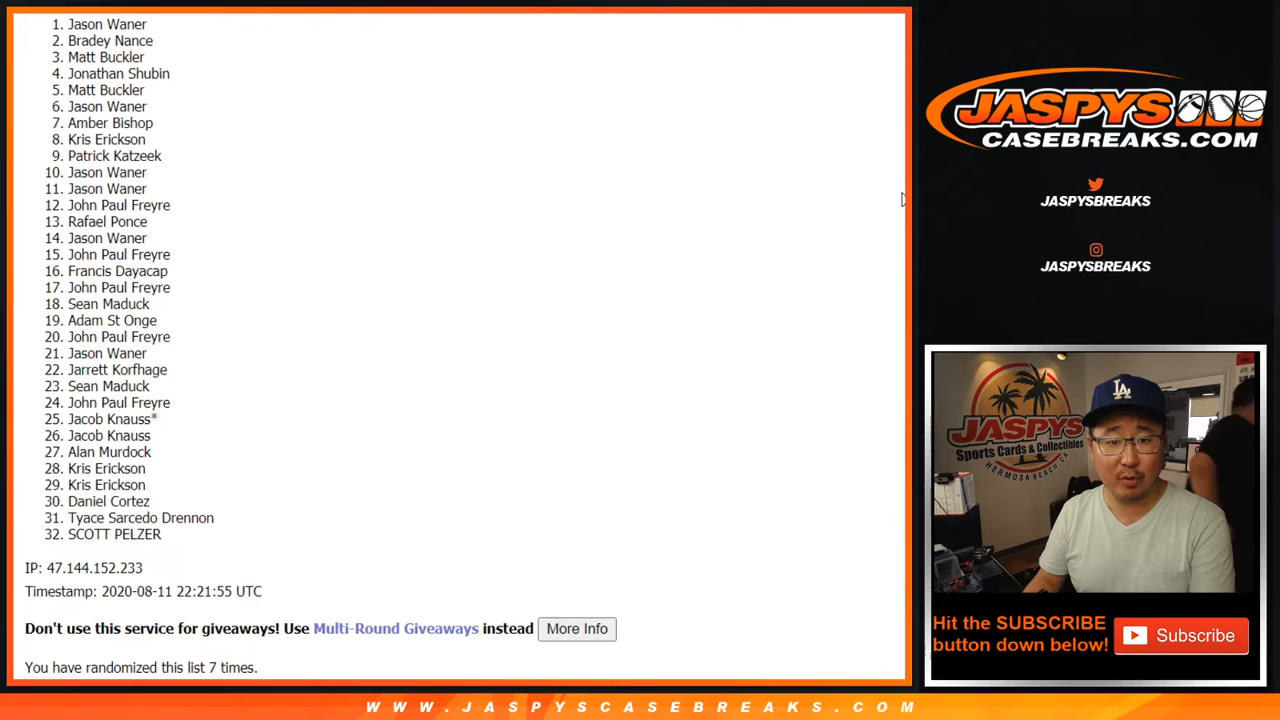 1. Jason Waner
2. Bradey Nance
3. Matt Buckler
4. Jonathan Shubin
5. Matt Buckler
6. Jason Waner
7. Amber Bishop
8. Kris Erickson
9. Patrick Katzeek
10. Jason Waner
11. Jason Waner
12. John Paul Freyre
13. Rafael Ponce
14. Jason Waner
15. John Paul Freyre
16. Francis Dayacap
17. John Paul Freyre
18. Sean Maduck
19. Adam St Onge
20. John Paul Freyre
21. Jason Waner
22. Jarrett Korfhage
23. Sean Maduck
24. John Paul Freyre
25. Jacob Knauss*
26. Jacob Knauss
27. Alan Murdock
28. Kris Erickson
29. Kris Erickson
30. Daniel Cortez
31. Tyace Sarcedo Drennon
32. SCOTT PELZER
IP: 47.144.152.233
Timestamp: 2020-08-11 22:21:55 UTC
Don't use this service for giveaways! Use Multi-Round Giveaways instead More Info
You have randomized this list 7 times.
JASPYS
CASEBREAKS.COM
JASPYSBREAKS
JASPYSBREAKS
JASPYS
Sports Cards & Collectibles
HERMOSA BEACH, CA
LA
Hit the SUBSCRIBE
button down below!
Subscribe
WWW.JASPYSCASEBREAKS.COM